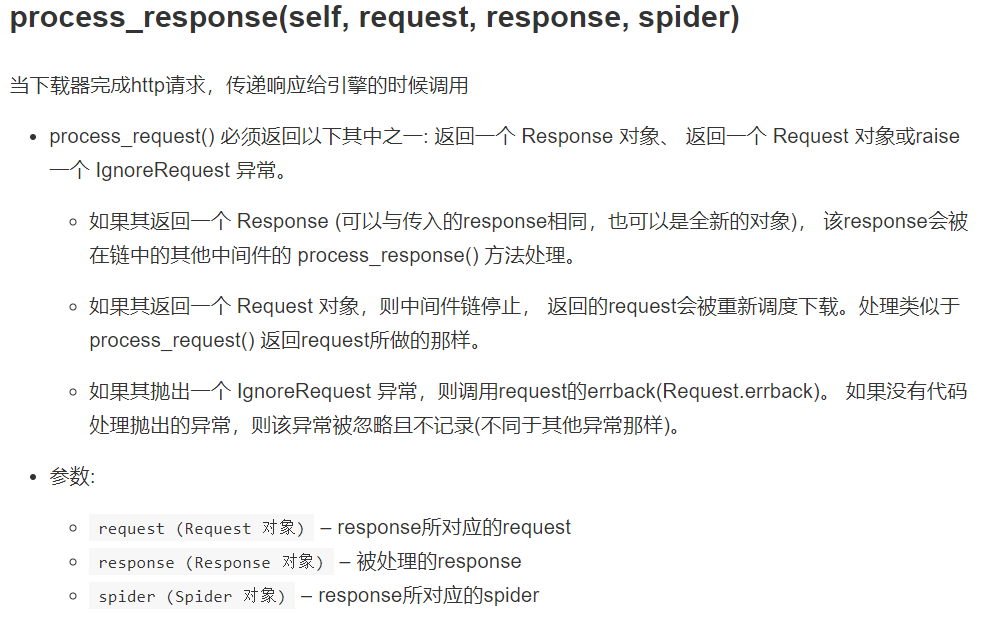 process_response(self, request, response, spider)
当下载器完成http请求，传递响应给引擎的时候调用
• process_request() 必须返回以下其中之一: 返回一个 Response 对象、 返回一个 Request 对象或raise
一个 IgnoreRequest 异常。
◦ 如果其返回一个 Response (可以与传入的response相同，也可以是全新的对象)， 该response会被
在链中的其他中间件的 process_response() 方法处理。
◦ 如果其返回一个 Request 对象，则中间件链停止， 返回的request会被重新调度下载。处理类似于
process_request() 返回request所做的那样。
◦ 如果其抛出一个 IgnoreRequest 异常，则调用request的errback(Request.errback)。 如果没有代码
处理抛出的异常，则该异常被忽略且不记录(不同于其他异常那样)。
• 参数:
◦ request (Request 对象) – response所对应的request
◦ response (Response 对象) – 被处理的response
◦ spider (Spider 对象) – response所对应的spider